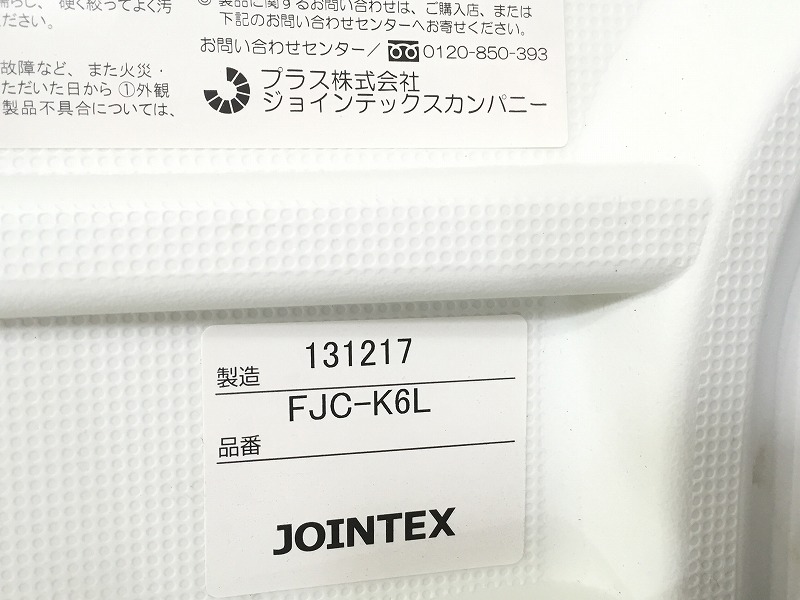 硬く絞ってよく汚
ださい。
故障など、また火災・
ただいた日から ①外観
製品不具合については、
◎ 製品に関するお問い合わせは、ご購入店、または
下記のお問い合わせセンターへお寄せください。
お問い合わせセンター/ 0120-850-393
プラス株式会社
ジョインテックスカンパニー
製造 131217
品番 FJC-K6L
JOINTEX